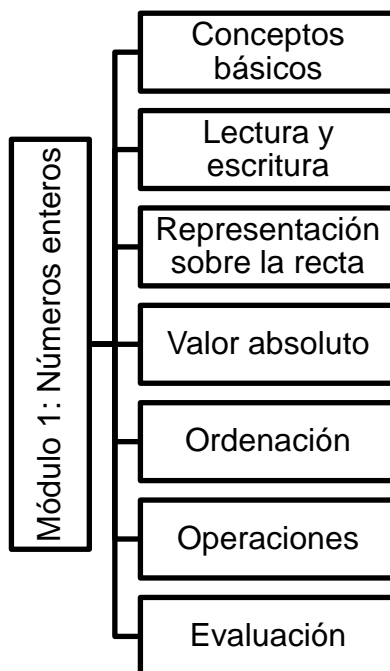 Módulo 1: Números enteros
Conceptos
básicos
Lectura y
escritura
Representación
sobre la recta
Valor absoluto
Ordenación
Operaciones
Evaluación